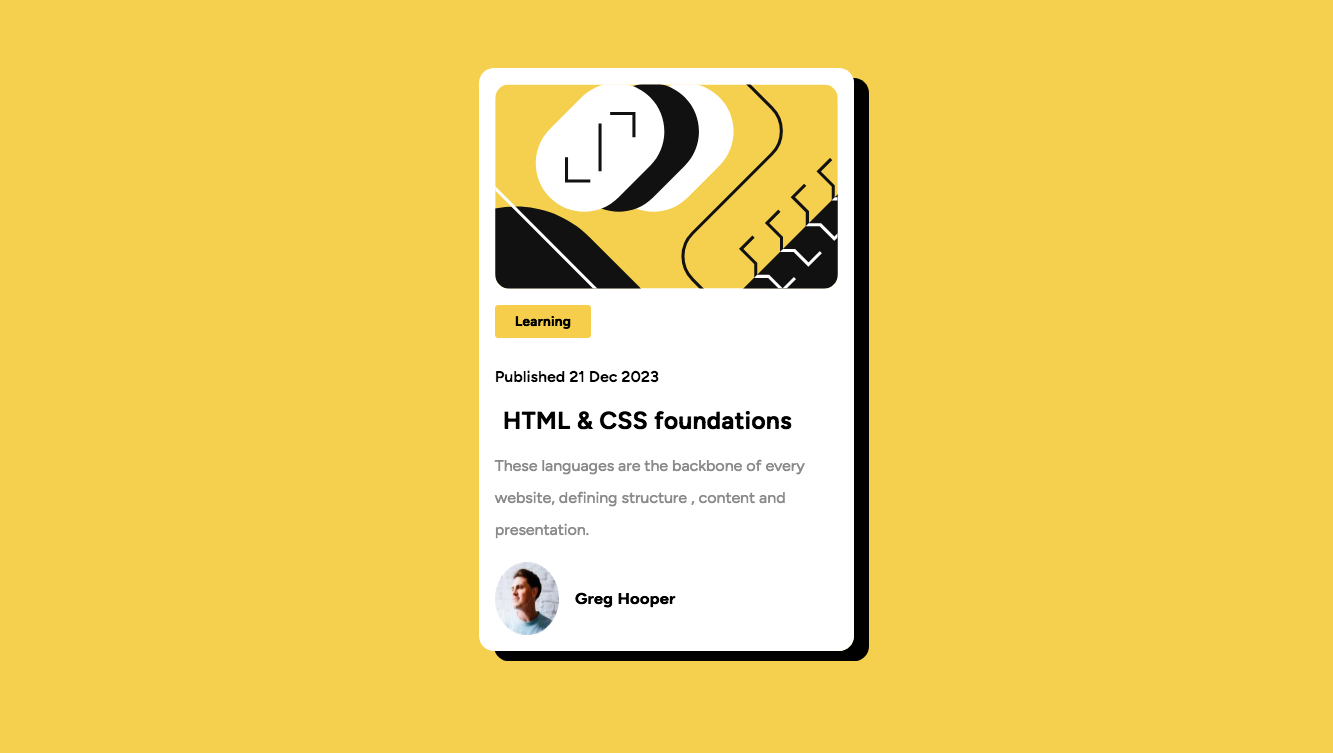 Learning
Published 21 Dec 2023
HTML & CSS foundations
These languages are the backbone of every
website, defining structure , content and
presentation.
Greg Hooper